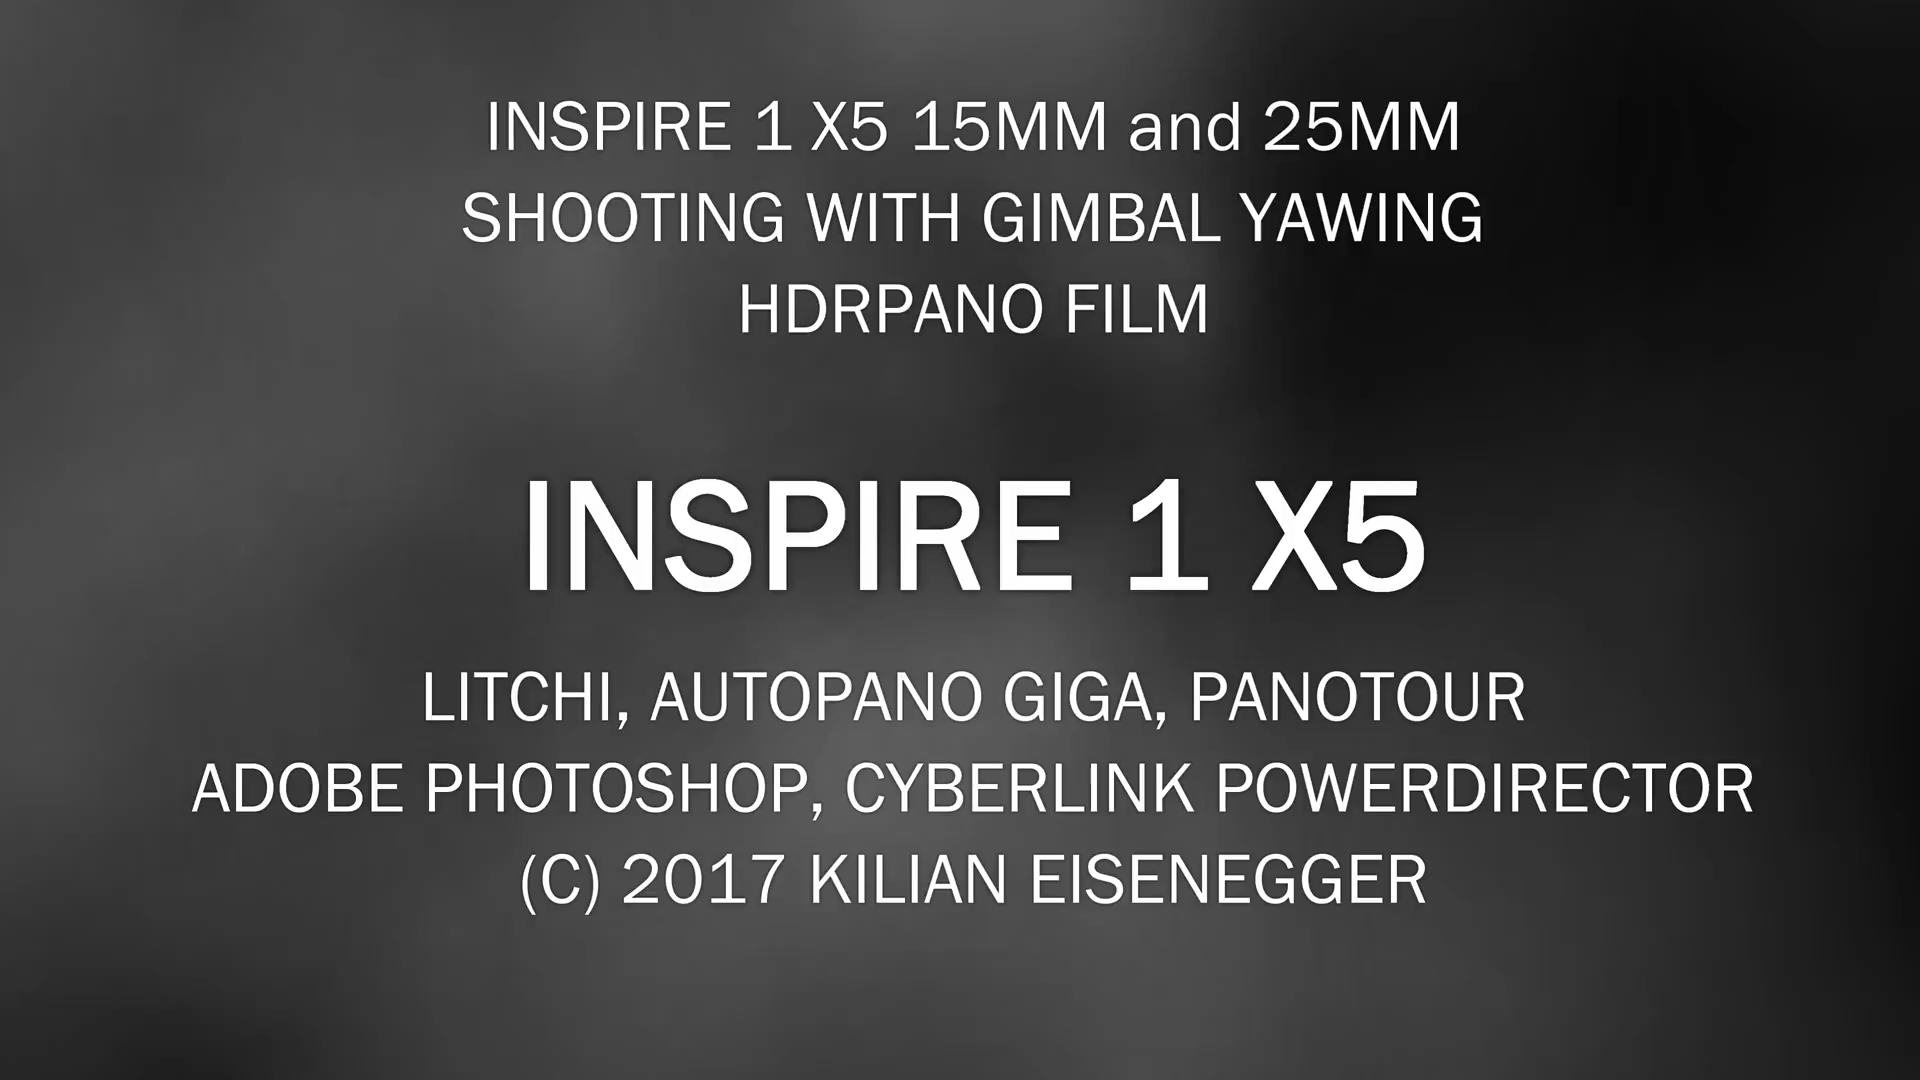 INSPIRE 1 X5 15MM and 25MM
SHOOTING WITH GIMBAL YAWING
HDRPANO FILM
INSPIRE 1 X5
LITCHI, AUTOPANO GIGA, PANOTOUR
ADOBE PHOTOSHOP, CYBERLINK POWERDIRECTOR
(C) 2017 KILIAN EISENEGGER